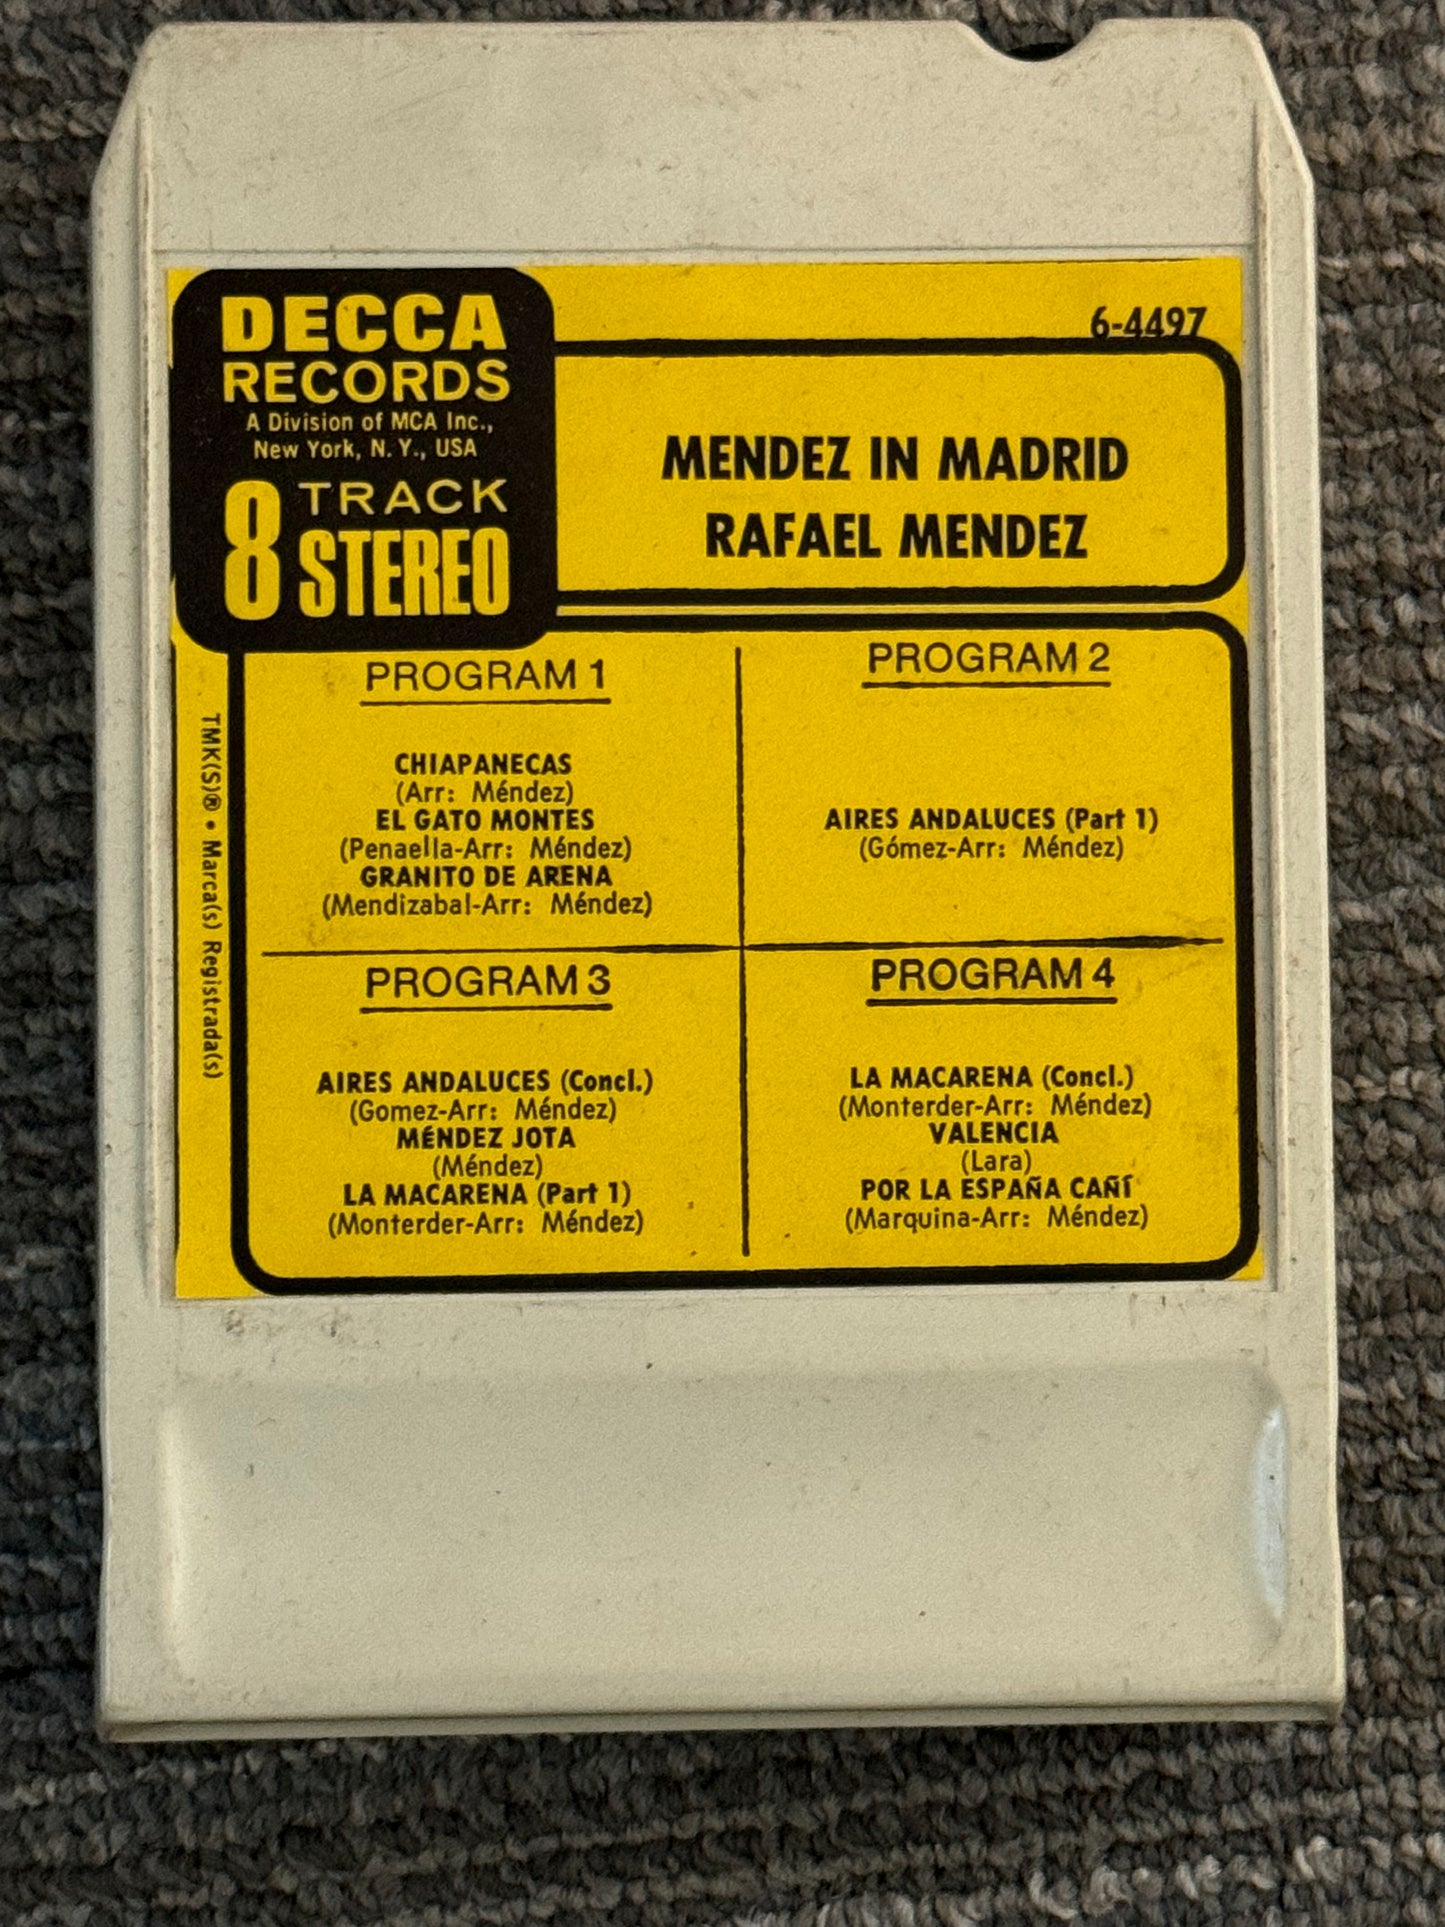 DECCA
RECORDS
A Division of MCA Inc.,
New York, N. Y., USA
8 TRACK
STEREO
6-4497
MENDEZ IN MADRID
RAFAEL MENDEZ
TMK(S)® • Marca(s) Registrada(s)
PROGRAM 1
CHIAPANECAS
(Arr: Méndez)
EL GATO MONTES
(Penaella-Arr: Méndez)
GRANITO DE ARENA
(Mendizabal-Arr: Méndez)
PROGRAM 2
AIRES ANDALUCES (Part 1)
(Gómez-Arr: Méndez)
PROGRAM 3
AIRES ANDALUCES (Concl.)
(Gomez-Arr: Méndez)
MÉNDEZ JOTA
(Méndez)
LA MACARENA (Part 1)
(Monterder-Arr: Méndez)
PROGRAM 4
LA MACARENA (Concl.)
(Monterder-Arr: Méndez)
VALENCIA
(Lara)
POR LA ESPAÑA CAÑÍ
(Marquina-Arr: Méndez)